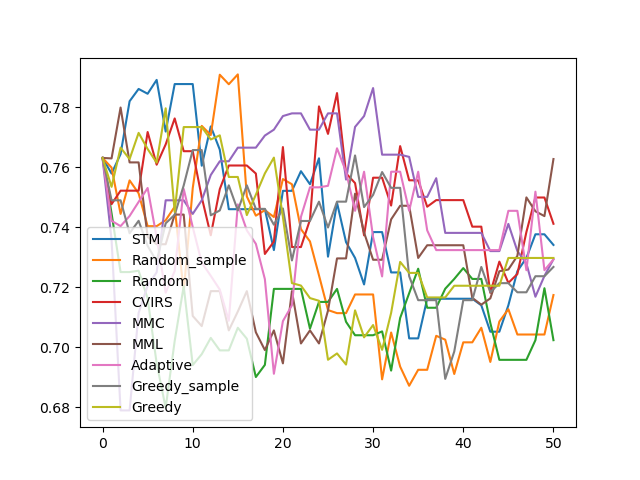 0.78
0.76
0.74
0.72
0.70
0.68
STM
Random_sample
Random
CVIRS
MMC
MML
Adaptive
Greedy_sample
Greedy
0 10 20 30 40 50